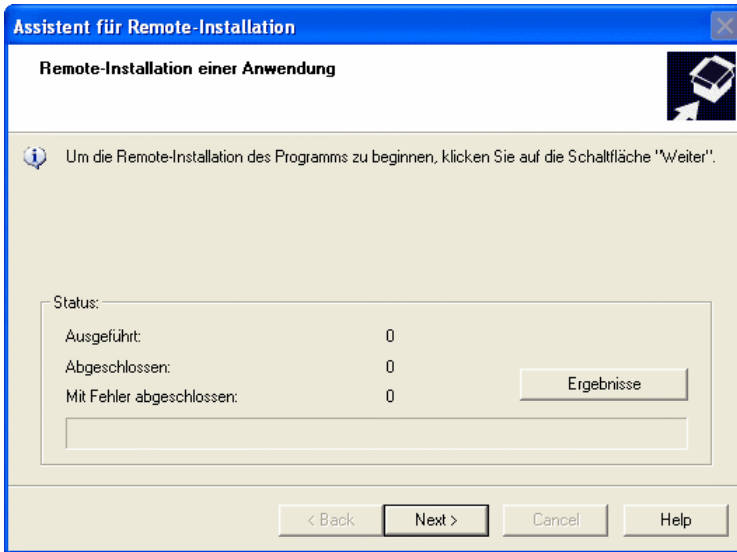 Assistent für Remote-Installation
Remote-Installation einer Anwendung
Um die Remote-Installation des Programms zu beginnen, klicken Sie auf die Schaltfläche "Weiter".
Status:
Ausgeführt: 0
Abgeschlossen: 0
Mit Fehler abgeschlossen: 0
Ergebnisse
< Back
Next >
Cancel
Help